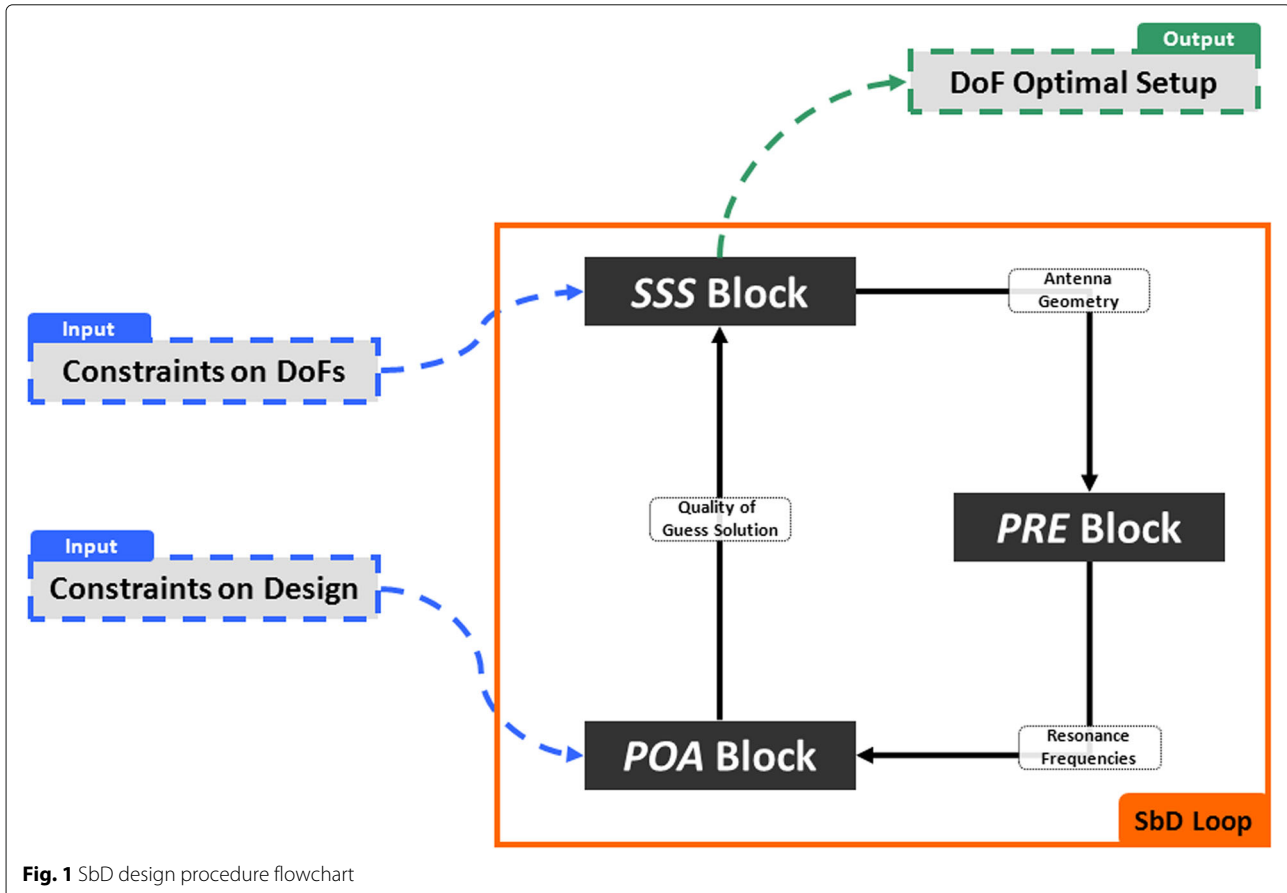 Output
DoF Optimal Setup
SSS Block
Antenna
Geometry
Input
Constraints on DoFs
Quality of
Guess Solution
PRE Block
Input
Constraints on Design
POA Block
Resonance
Frequencies
SbD Loop
Fig. 1 SbD design procedure flowchart